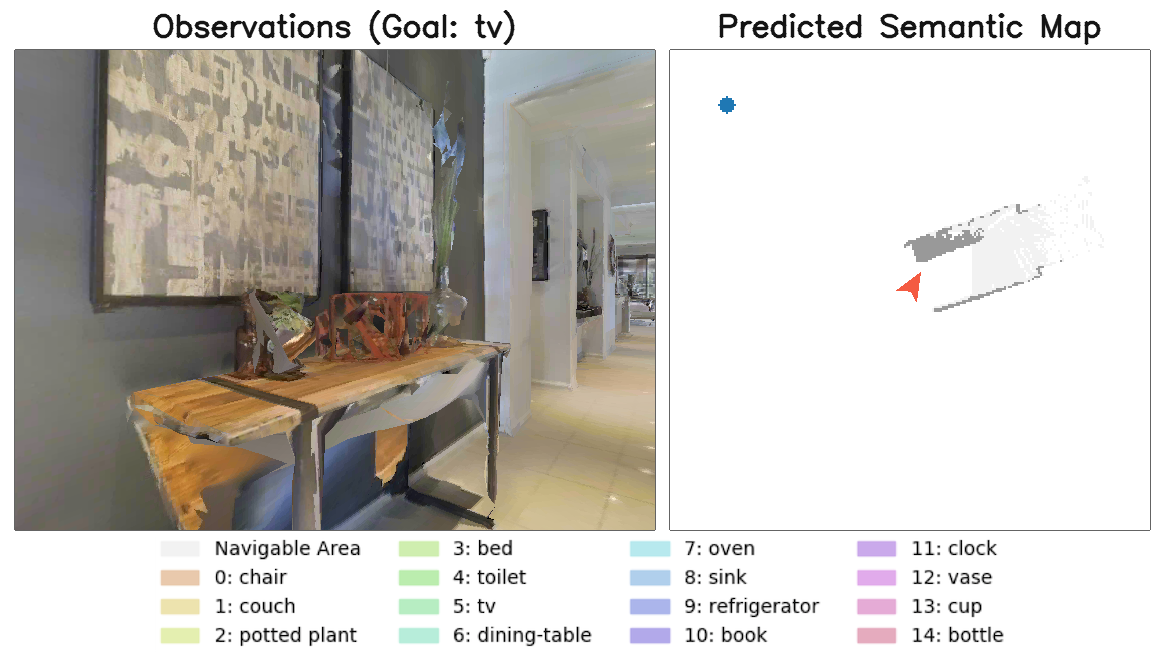 Observations (Goal: tv)
Predicted Semantic Map
Navigable Area
0: chair
1: couch
2: potted plant
3: bed
4: toilet
5: tv
6: dining-table
7: oven
8: sink
9: refrigerator
10: book
11: clock
12: vase
13: cup
14: bottle